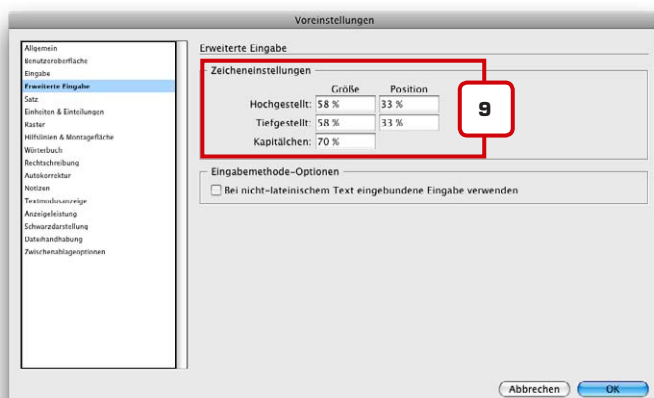 Voreinstellungen
Allgemein
Benutzeroberfläche
Eingabe
Erweiterte Eingabe
Satz
Einheiten & Einteilungen
Raster
Hilfslinien & Montagefläche
Wörterbuch
Rechtschreibung
Autokorrektur
Notizen
Textmodusanzeige
Anzeigeleistung
Schwarzdarstellung
Dateihandhabung
Zwischenablageoptionen
Erweiterte Eingabe
Zeicheneinstellungen
Größe Position
Hochgestellt: 58 % 33 %
Tiefgestellt: 58 % 33 %
Kapitälchen: 70 %
9
Eingabemethode-Optionen
Bei nicht-lateinischem Text eingebundene Eingabe verwenden
Abbrechen OK